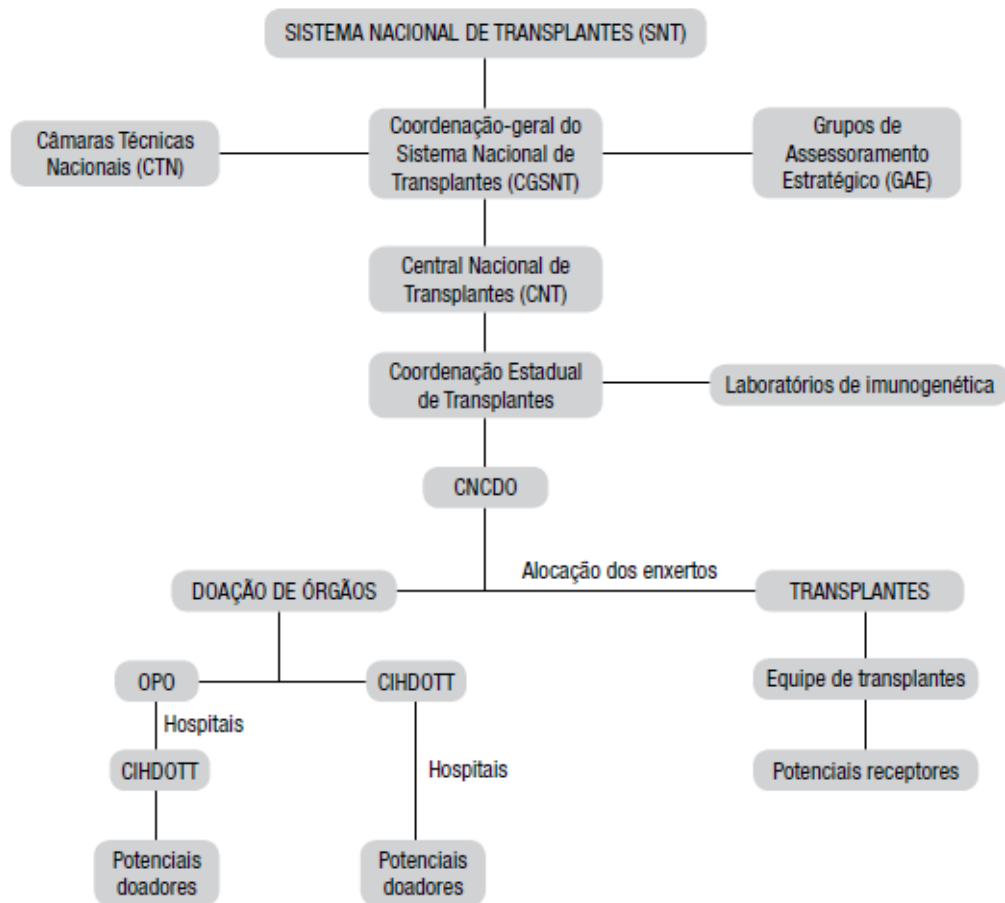 SISTEMA NACIONAL DE TRANSPLANTES (SNT)
Câmaras Técnicas
Nacionais (CTN)
Coordenação-geral do
Sistema Nacional de
Transplantes (CGSNT)
Grupos de
Assessoramento
Estratégico (GAE)
Central Nacional de
Transplantes (CNT)
Coordenação Estadual
de Transplantes
Laboratórios de imunogenética
CNCDO
Alocação dos enxertos
DOAÇÃO DE ÓRGÃOS
TRANSPLANTES
OPO
CIHDOTT
Equipe de transplantes
Hospitais
CIHDOTT
Hospitais
Potenciais receptores
Potenciais
doadores
Potenciais
doadores